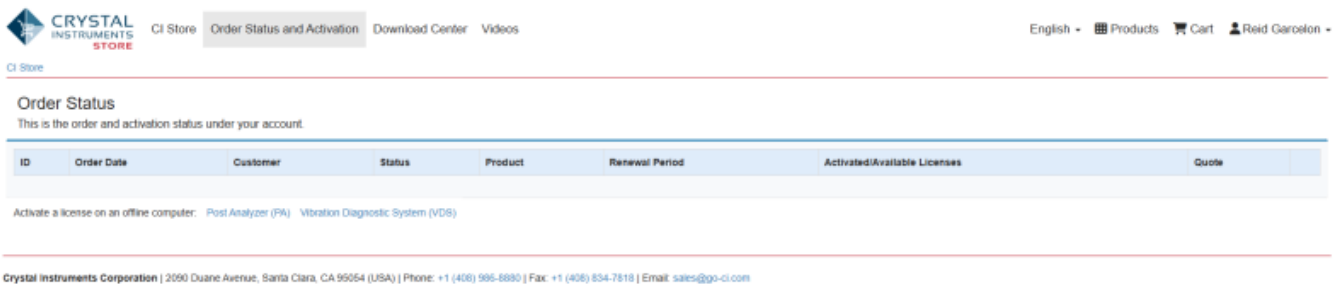 CRYSTAL
INSTRUMENTS
STORE
CI Store Order Status and Activation Download Center Videos English Products Cart Reid Garcelon
CI Store
Order Status
This is the order and activation status under your account.
ID Order Date Customer Status Product Renewal Period Activated/Available Licenses Quote
Activate a license on an offline computer: Post Analyzer (PA) Vibration Diagnostic System (VDS)
Crystal Instruments Corporation | 2090 Duane Avenue, Santa Clara, CA 95054 (USA) | Phone: +1 (408) 986-8880 | Fax: +1 (408) 834-7818 | Email: sales@go-ci.com